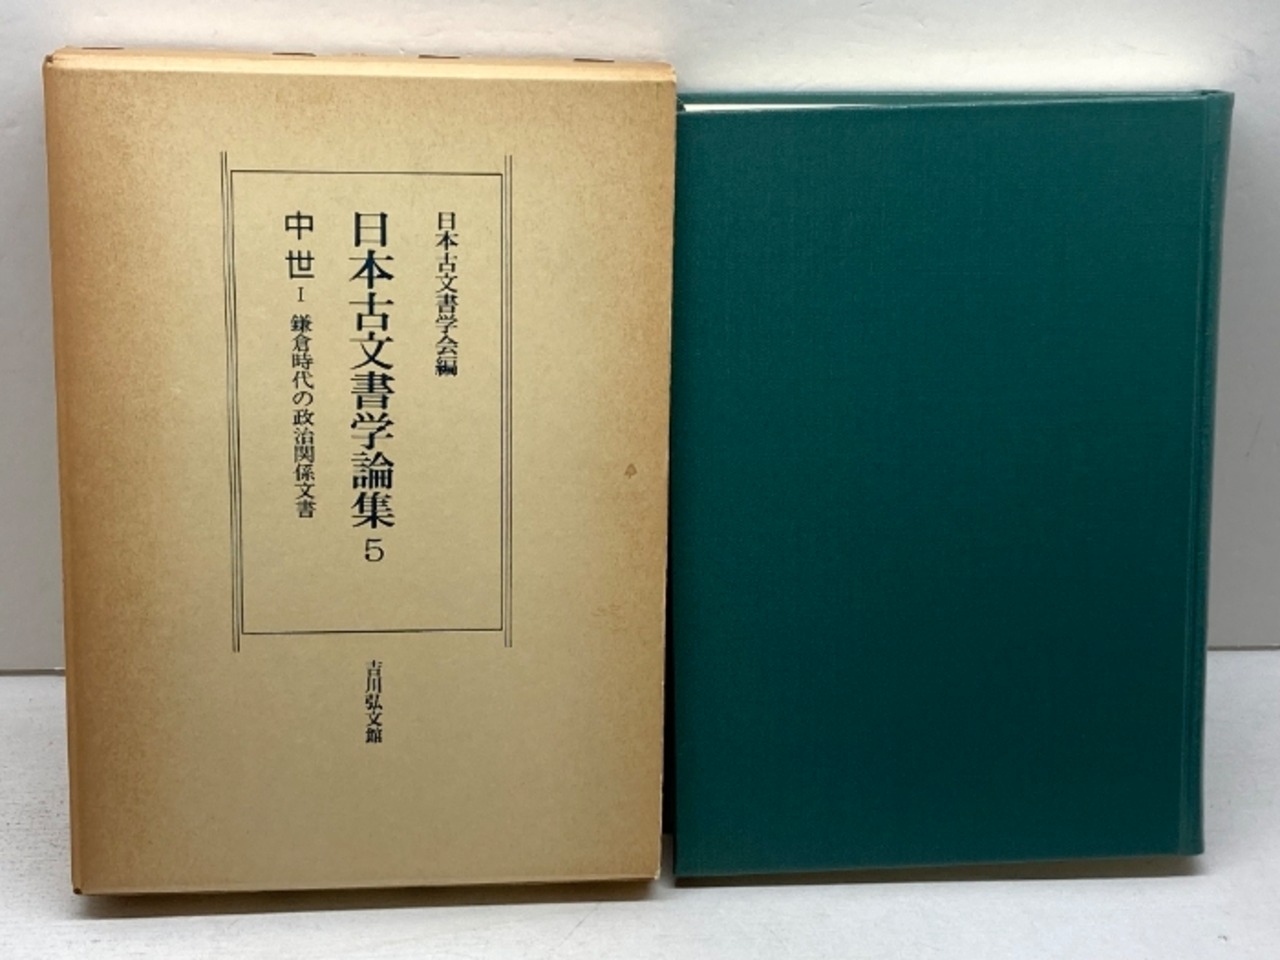 日本古文書学会編
日本古文書学論集 5
中世 I 鎌倉時代の政治関係文書
吉川弘文館